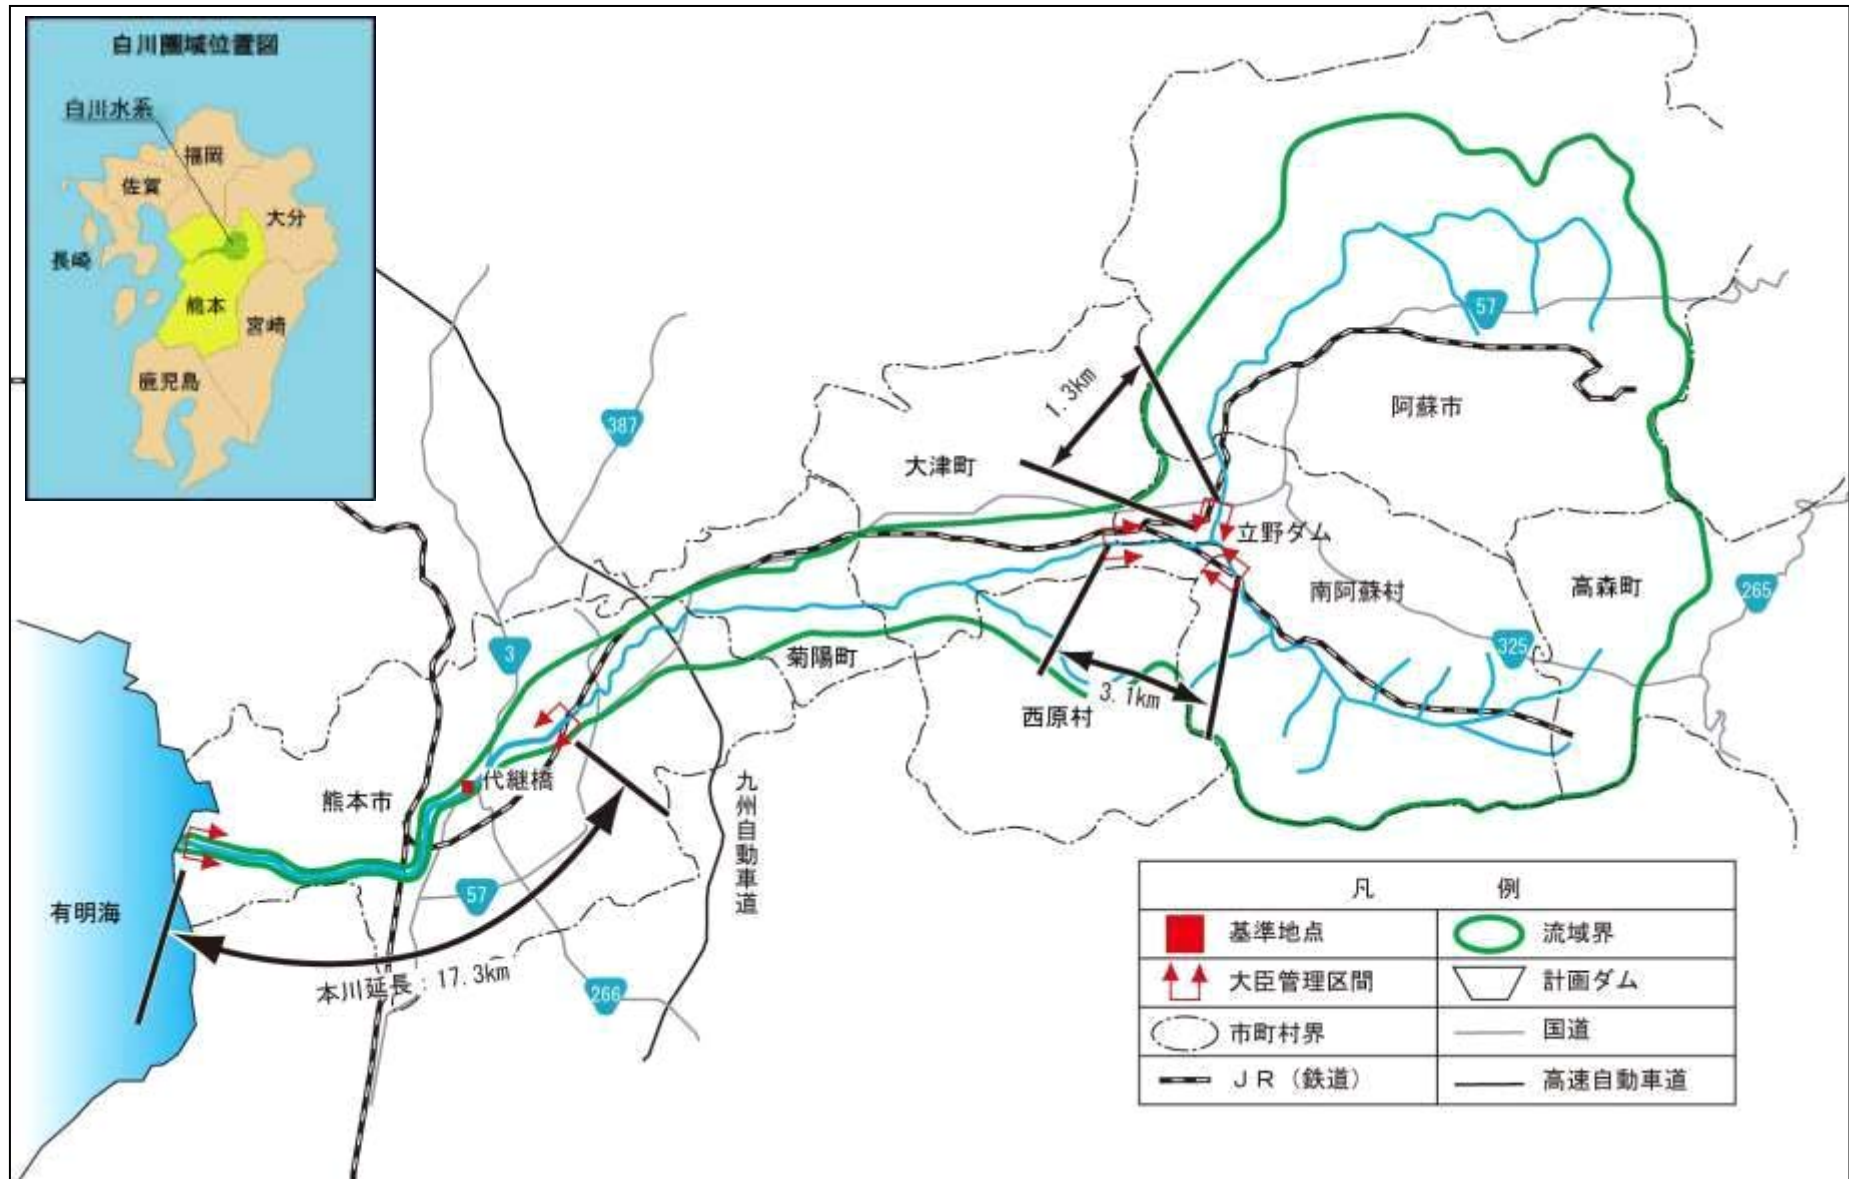 白川圏域位置図
白川水系
福岡
佐賀
大分
長崎
熊本
宮崎
鹿児島
57
387
1.3km
阿蘇市
大津町
立野ダム
南阿蘇村
高森町
265
3
325
菊陽町
西原村
3.1km
代継橋
熊本市
九州自動車道
57
有明海
本川延長：17.3km
266
凡 例
基準地点
流域界
大臣管理区間
計画ダム
市町村界
国道
ＪＲ（鉄道）
高速自動車道